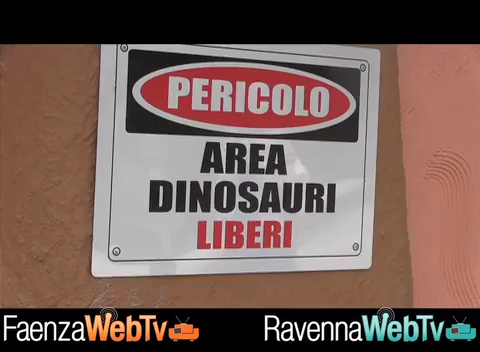 PERICOLO
AREA
DINOSAURI
LIBERI
FaenzaWebTv RavennaWebTv